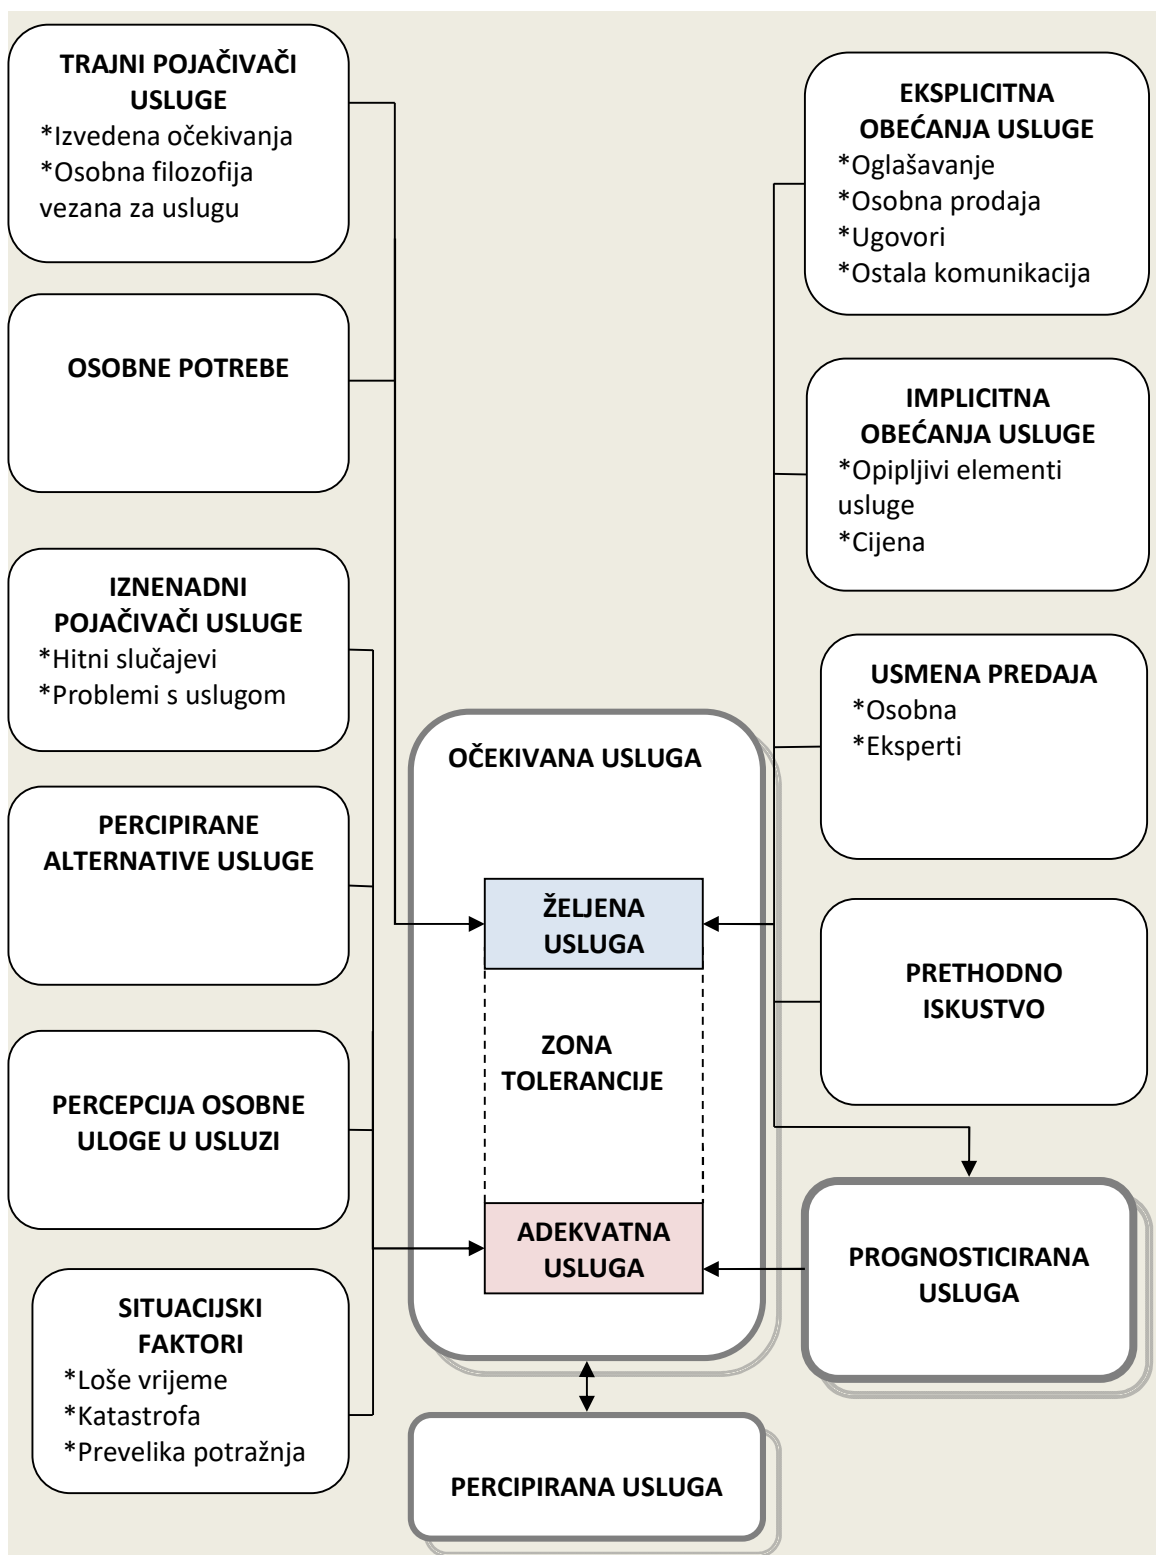 TRAJNI POJAČIVAČI
USLUGE
*Izvedena očekivanja
*Osobna filozofija
vezana za uslugu
OSOBNE POTREBE
IZNENADNI
POJAČIVAČI USLUGE
*Hitni slučajevi
*Problemi s uslugom
PERCIPIRANE
ALTERNATIVE USLUGE
PERCEPCIJA OSOBNE
ULOGE U USLUZI
SITUACIJSKI
FAKTORI
*Loše vrijeme
*Katastrofa
*Prevelika potražnja
OČEKIVANA USLUGA
ŽELJENA
USLUGA
ZONA
TOLERANCIJE
ADEKVATNA
USLUGA
PERCIPIRANA USLUGA
EKSPLICITNA
OBEĆANJA USLUGE
*Oglašavanje
*Osobna prodaja
*Ugovori
*Ostala komunikacija
IMPLICITNA
OBEĆANJA USLUGE
*Opipljivi elementi
usluge
*Cijena
USMENA PREDAJA
*Osobna
*Eksperti
PRETHODNO
ISKUSTVO
PROGNOSTICIRANA
USLUGA